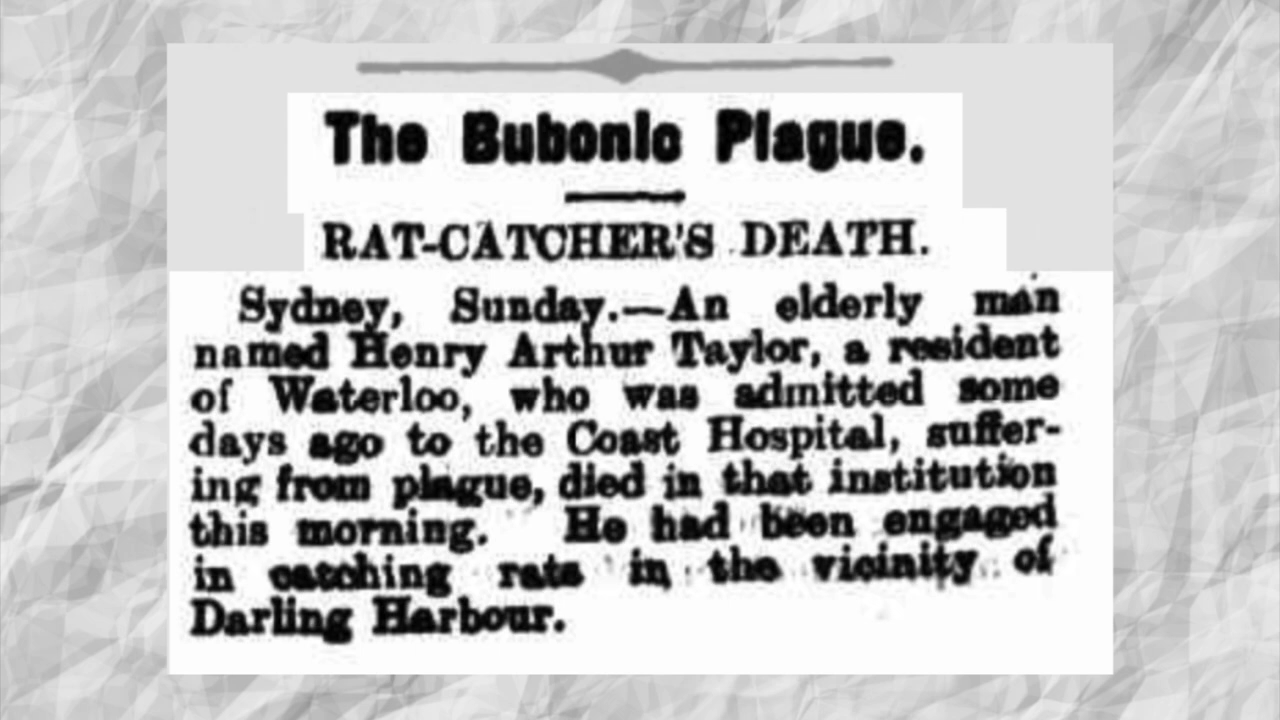 The Bubonic Plague.
RAT-CATCHER'S DEATH.
Sydney, Sunday.—An elderly man
named Henry Arthur Taylor, a resident
of Waterloo, who was admitted some
days ago to the Coast Hospital, suffer-
ing from plague, died in that institution
this morning. He had been engaged
in catching rats in the vicinity of
Darling Harbour.